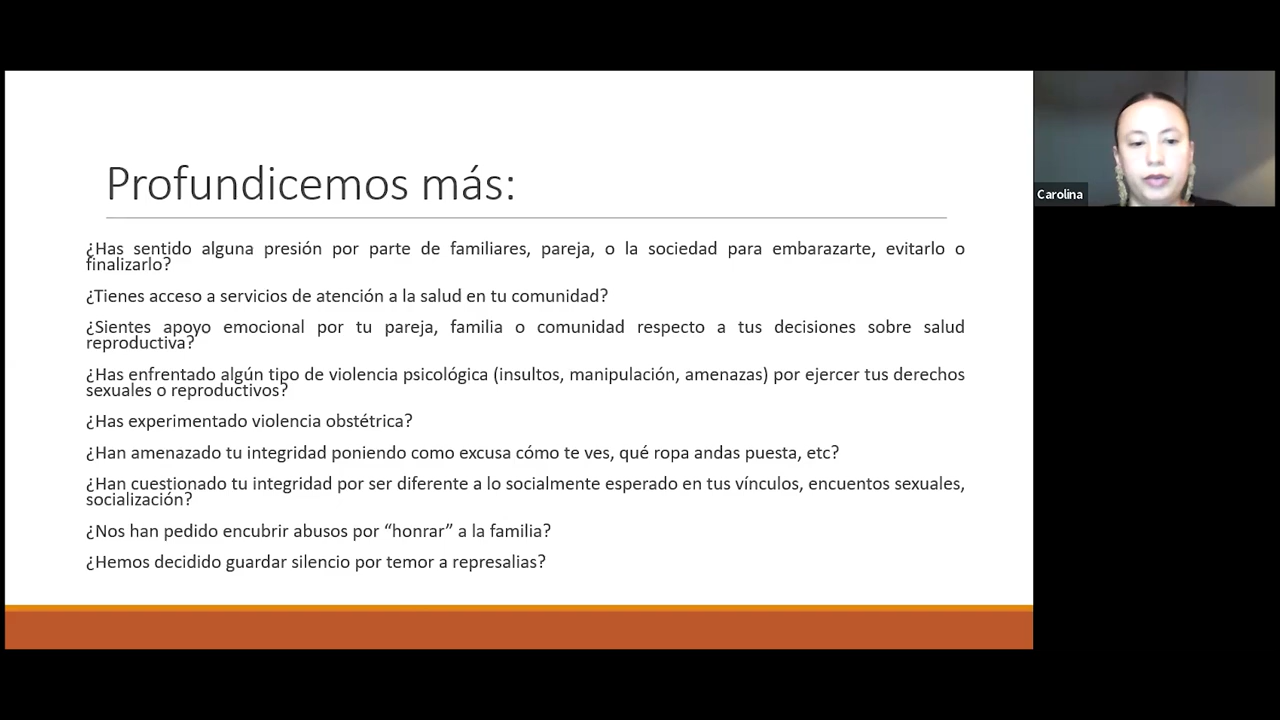 Profundicemos más:
¿Has sentido alguna presión por parte de familiares, pareja, o la sociedad para embarazarte, evitarlo o
finalizarlo?
¿Tienes acceso a servicios de atención a la salud en tu comunidad?
¿Sientes apoyo emocional por tu pareja, familia o comunidad respecto a tus decisiones sobre salud
reproductiva?
¿Has enfrentado algún tipo de violencia psicológica (insultos, manipulación, amenazas) por ejercer tus derechos
sexuales o reproductivos?
¿Has experimentado violencia obstétrica?
¿Han amenazado tu integridad poniendo como excusa cómo te ves, qué ropa andas puesta, etc?
¿Han cuestionado tu integridad por ser diferente a lo socialmente esperado en tus vínculos, encuentos sexuales,
socialización?
¿Nos han pedido encubrir abusos por “honrar” a la familia?
¿Hemos decidido guardar silencio por temor a represalias?
Carolina